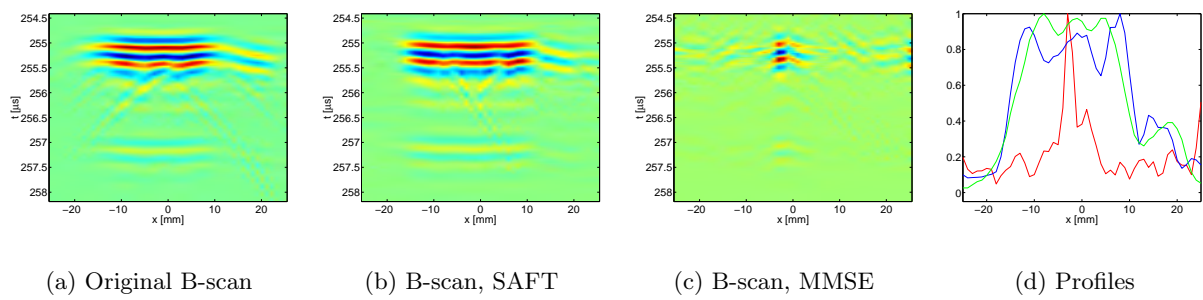 254.5
255
255.5
256
256.5
257
257.5
258
t [µs]
−20 −10 0 10 20
x [mm]
(a) Original B-scan
254.5
255
255.5
256
256.5
257
257.5
258
t [µs]
−20 −10 0 10 20
x [mm]
(b) B-scan, SAFT
254.5
255
255.5
256
256.5
257
257.5
258
t [µs]
−20 −10 0 10 20
x [mm]
(c) B-scan, MMSE
1
0.8
0.6
0.4
0.2
0
−20 −10 0 10 20
x [mm]
(d) Profiles